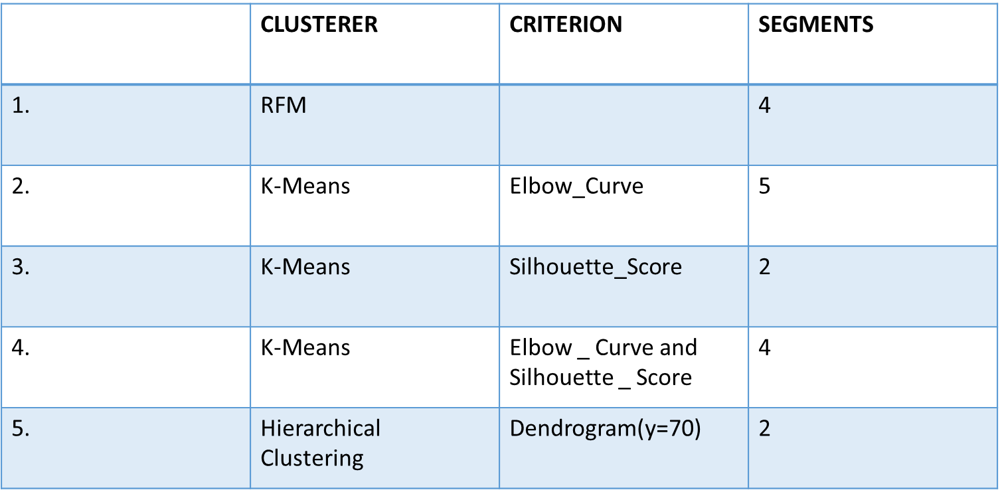 CLUSTERER CRITERION SEGMENTS
1. RFM 4
2. K-Means Elbow_Curve 5
3. K-Means Silhouette_Score 2
4. K-Means Elbow _ Curve and 4
Silhouette _ Score
5. Hierarchical Dendrogram(y=70) 2
Clustering